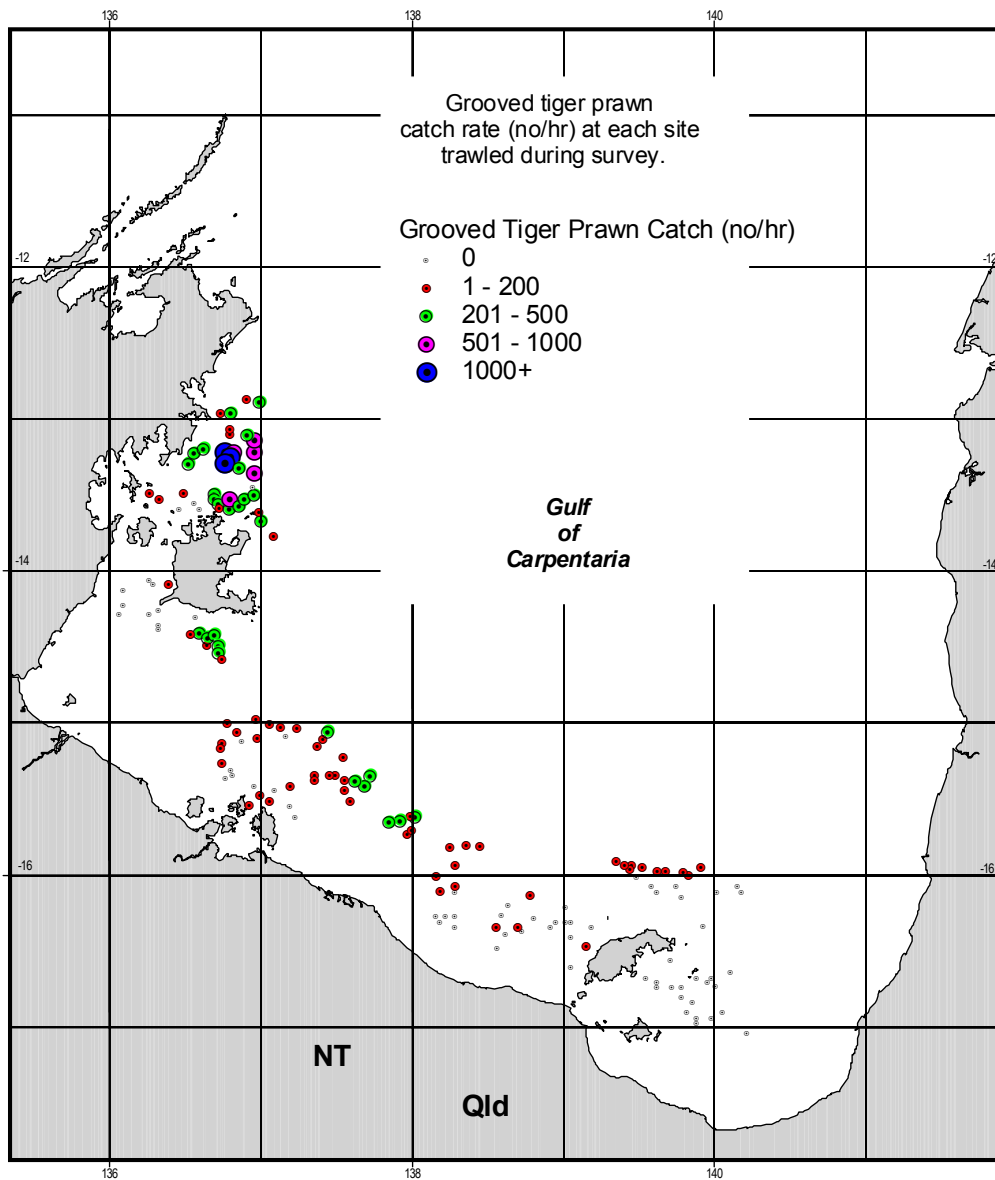 136
138
140
Grooved tiger prawn
catch rate (no/hr) at each site
trawled during survey.
Grooved Tiger Prawn Catch (no/hr)
0
1 - 200
201 - 500
501 - 1000
1000+
-12
-12
Gulf
of
Carpentaria
-14
-14
-16
-16
NT
Qld
136
138
140